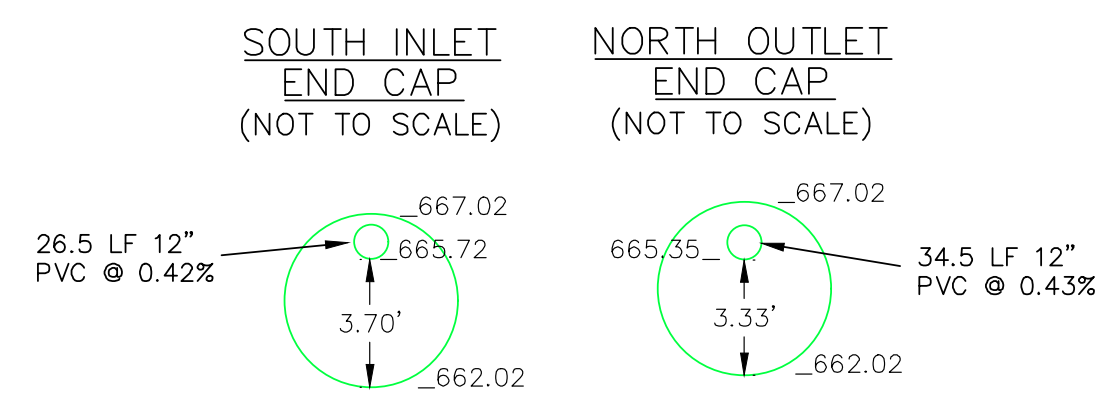 SOUTH INLET
END CAP
(NOT TO SCALE)
_667.02
26.5 LF 12"
PVC @ 0.42%
_665.72
3.70'
_662.02
NORTH OUTLET
END CAP
(NOT TO SCALE)
_667.02
665.35_
34.5 LF 12"
PVC @ 0.43%
3.33'
_662.02